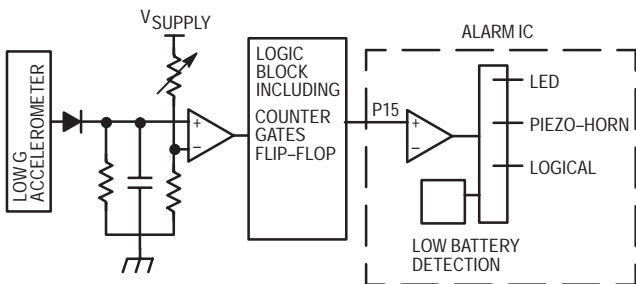 V SUPPLY
ALARM IC
LOW G
ACCELEROMETER
LOGIC
BLOCK
INCLUDING
COUNTER
GATES
FLIP–FLOP
+
−
P15
+
−
LED
PIEZO–HORN
LOGICAL
LOW BATTERY
DETECTION